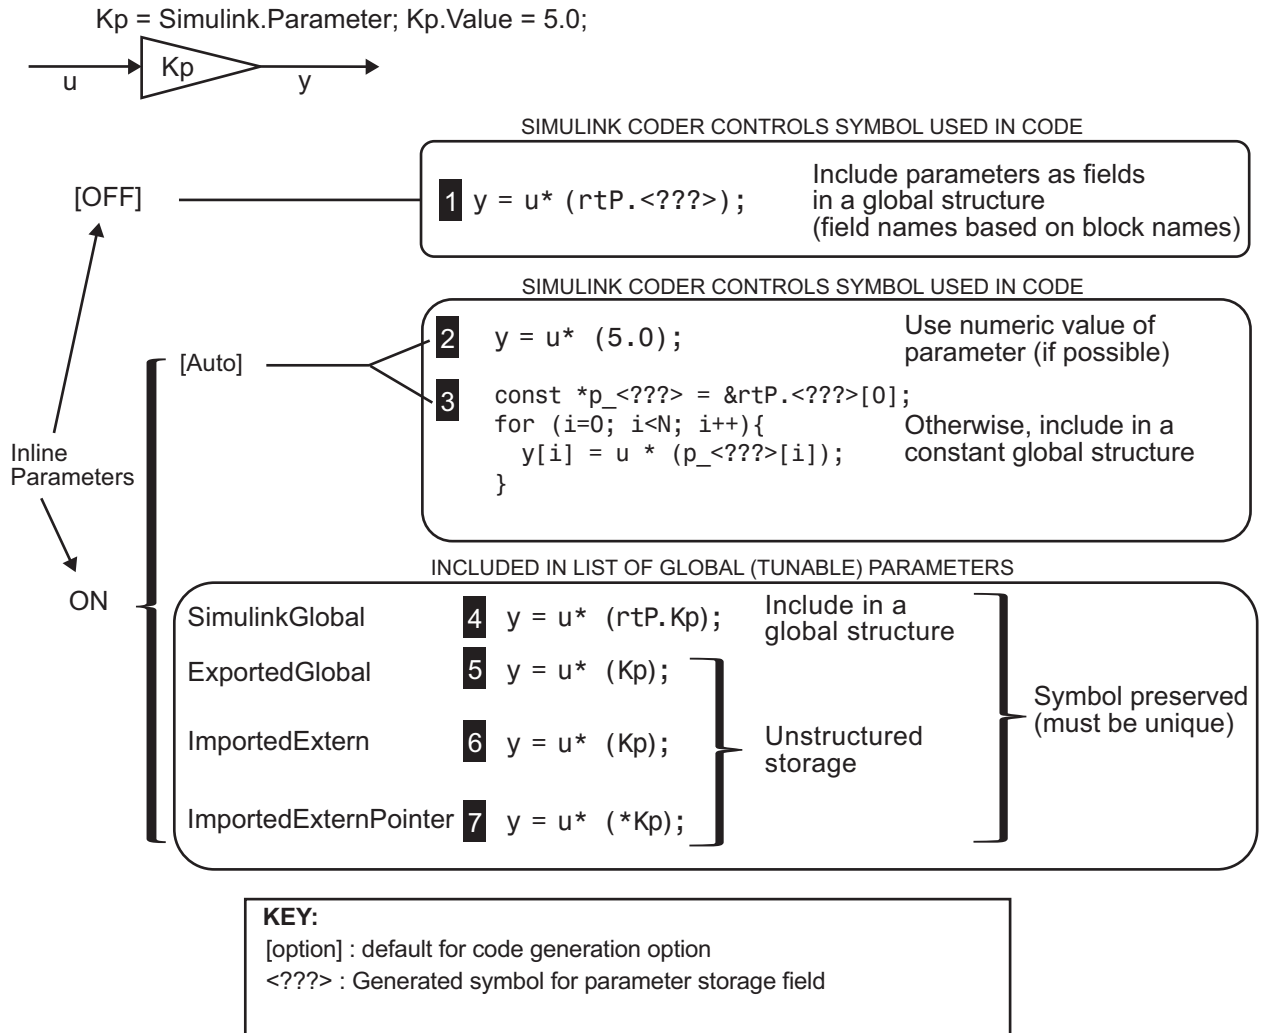 Kp = Simulink.Parameter; Kp.Value = 5.0;
Kp
u
y
SIMULINK CODER CONTROLS SYMBOL USED IN CODE
[OFF]
1 y = u* (rtP.<???>);
Include parameters as fields
in a global structure
(field names based on block names)
SIMULINK CODER CONTROLS SYMBOL USED IN CODE
[Auto]
2 y = u* (5.0);
Use numeric value of
parameter (if possible)
3 const *p_<???> = &rtP.<???>[0];
for (i=0; i<N; i++){
y[i] = u * (p_<???>[i]);
}
Otherwise, include in a
constant global structure
Inline
Parameters
ON
INCLUDED IN LIST OF GLOBAL (TUNABLE) PARAMETERS
SimulinkGlobal 4 y = u* (rtP.Kp);
Include in a
global structure
ExportedGlobal 5 y = u* (Kp);
ImportedExtern 6 y = u* (Kp);
Unstructured
storage
Symbol preserved
(must be unique)
ImportedExternPointer 7 y = u* (*Kp);
KEY:
[option] : default for code generation option
<???> : Generated symbol for parameter storage field